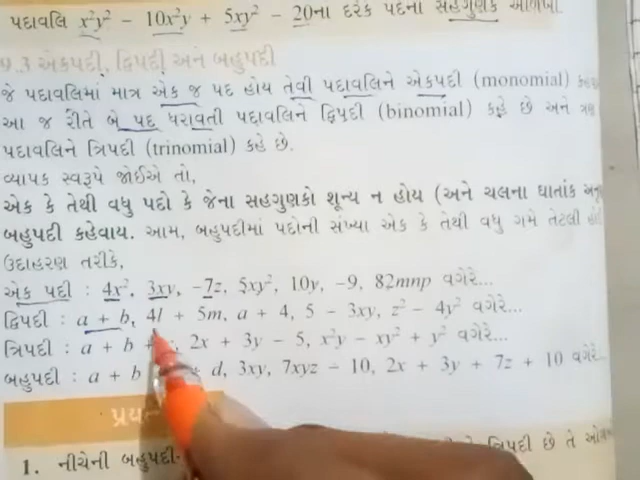 પદાવલિ x²y² − 10x²y + 5xy² − 20ના દરેક પદના સહગુણક ઓળખો.
9.3 એકપદી, દ્વિપદી અને બહુપદી
જે પદાવલિમાં માત્ર એક જ પદ હોય તેવી પદાવલિને એકપદી (monomial)
આ જ રીતે બે પદ ધરાવતી પદાવલિને દ્વિપદી (binomial) કહે છે અને ત્રણ
પદાવલિને ત્રિપદી (trinomial) કહે છે.
વ્યાપક સ્વરૂપે જોઈએ તો,
એક કે તેથી વધુ પદો કે જેના સહગુણકો શૂન્ય ન હોય (અને ચલના ઘાતાંક
બહુપદી કહેવાય. આમ, બહુપદીમાં પદોની સંખ્યા એક કે તેથી વધુ ગમે તેટલી
ઉદાહરણ તરીકે,
એક પદી : 4x², 3xy, −7z, 5xy², 10y, −9, 82mnp વગેરે...
દ્વિપદી : a + b, 4l + 5m, a + 4, 5 − 3xy, z² − 4y² વગેરે...
ત્રિપદી : a + b + 2x + 3y − 5, x²y − xy² + y² વગેરે...
બહુપદી : a + b d, 3xy, 7xyz − 10, 2x + 3y + 7z + 10 વગેરે...
1. નીચેની બહુપદી ત્રિપદી છે તે